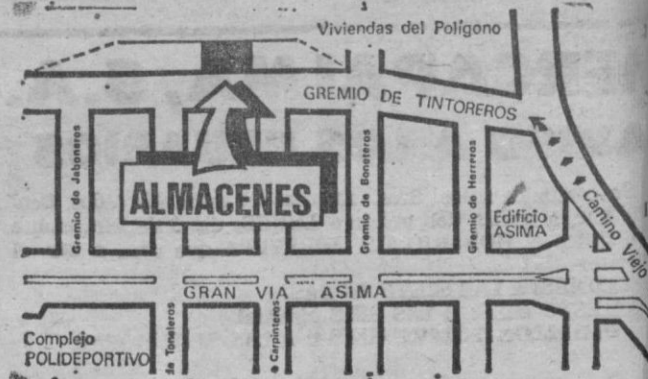 Viviendas del Polígono
GREMIO DE TINTOREROS
Gremio de Jaboneros
ALMACENES
Gremio de Boneteros
Gremio de Herreros
Edificio
ASIMA
Camino Viejo
GRAN VIA ASIMA
Complejo
POLIDEPORTIVO
de Toneleros
e Carpinteros